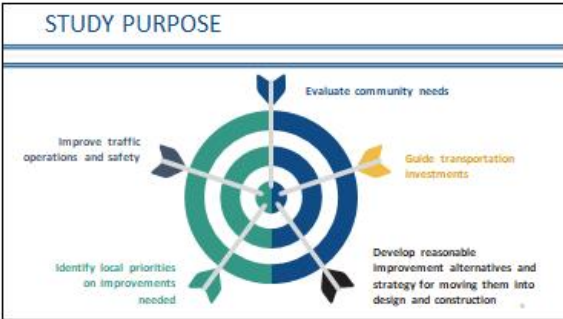 STUDY PURPOSE
Evaluate community needs
Improve traffic
operations and safety
Guide transportation
investments
Identify local priorities
on improvements
needed
Develop reasonable
improvement alternatives and
strategy for moving them into
design and construction